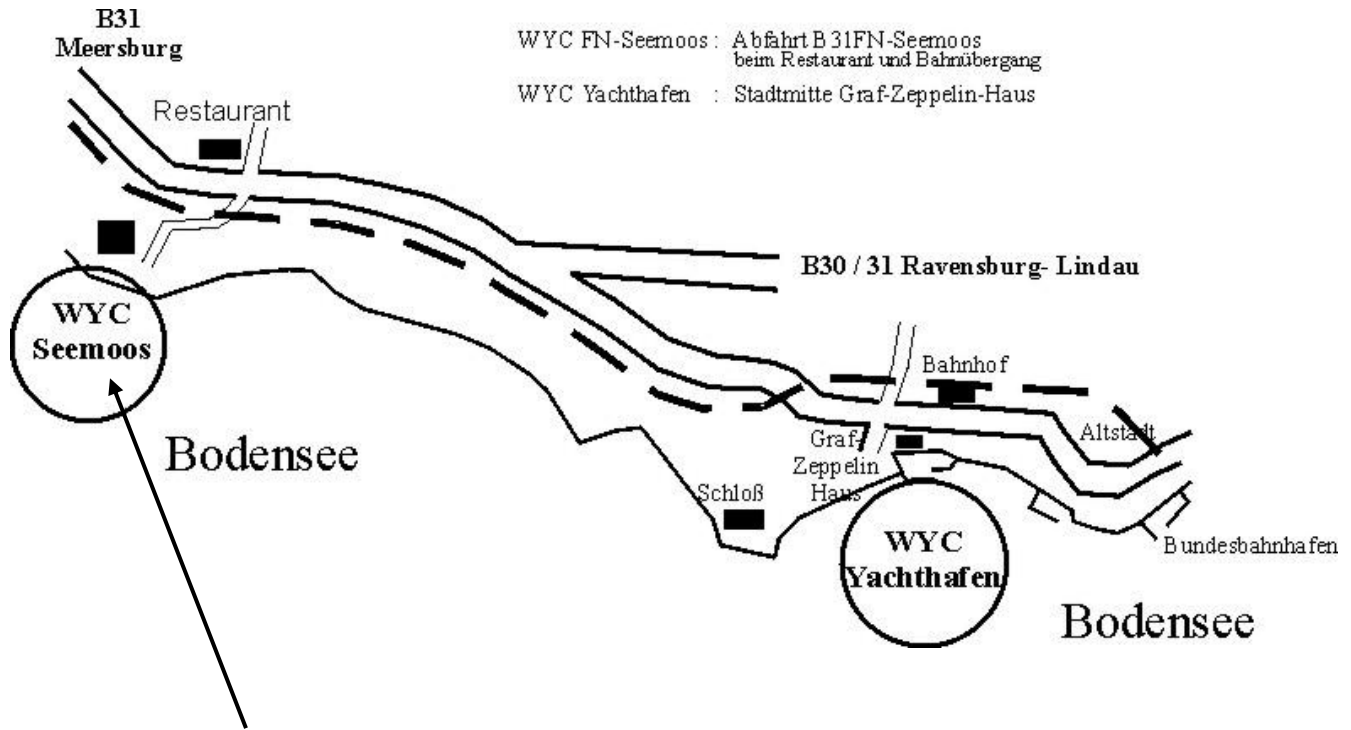 B31
Meersburg
WYC FN-Seemoos : Abfahrt B 31FN-Seemoos
beim Restaurant und Bahnübergang
WYC Yachthafen : Stadtmitte Graf-Zeppelin-Haus
Restaurant
B30 / 31 Ravensburg- Lindau
WYC
Seemoos
Bahnhof
Bodensee
Altstadt
Graf-
Zeppelin
Haus
Schloß
WYC
Yachthafen
Bundesbahnhafen
Bodensee